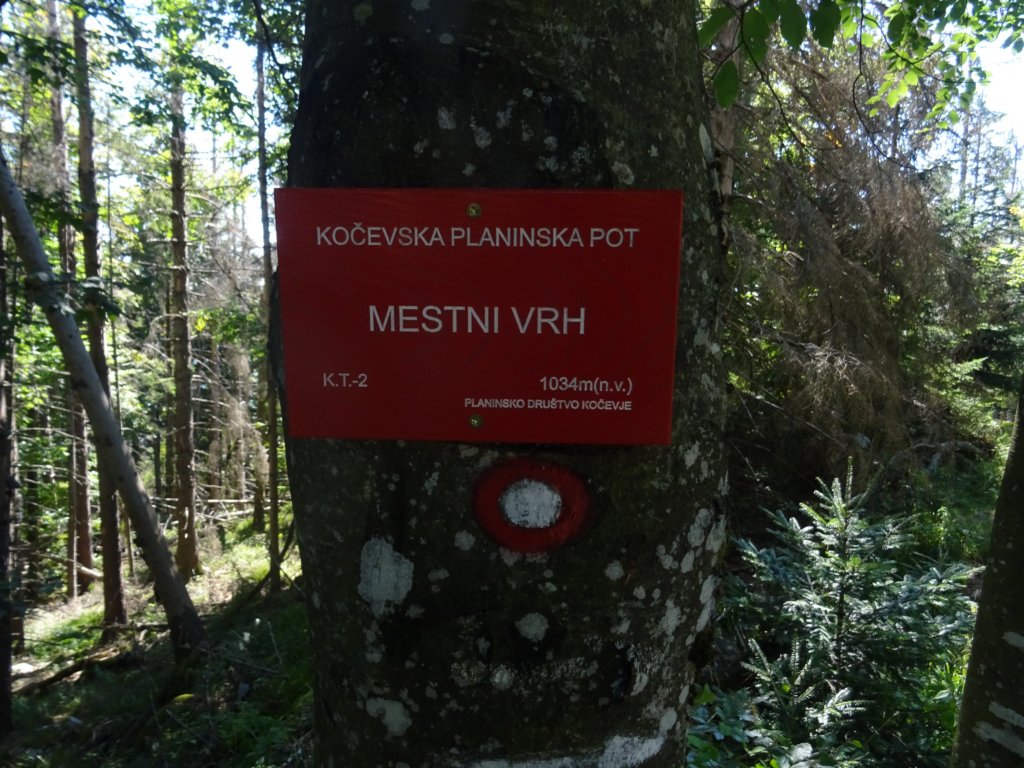 KOČEVSKA PLANINSKA POT
MESTNI VRH
K.T.-2 1034m(n.v.)
PLANINSKO DRUŠTVO KOČEVJE